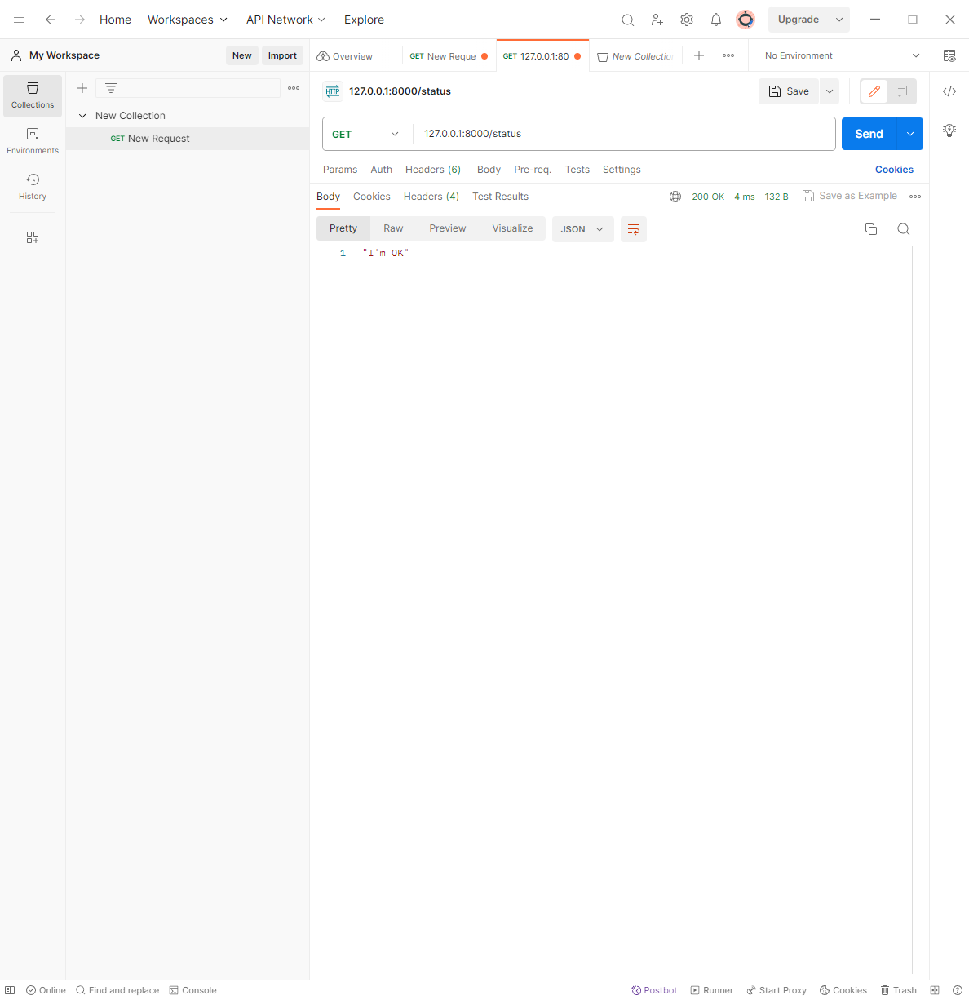 Home Workspaces API Network Explore Upgrade
My Workspace New Import Overview GET New Reque GET 127.0.0.1:80 New Collectio No Environment
Collections
Environments
History
New Collection
GET New Request
HTTP 127.0.0.1:8000/status Save
GET 127.0.0.1:8000/status Send
Params Auth Headers (6) Body Pre-req. Tests Settings Cookies
Body Cookies Headers (4) Test Results 200 OK 4 ms 132 B Save as Example
Pretty Raw Preview Visualize JSON
1 "I'm OK"
Online Find and replace Console Postbot Runner Start Proxy Cookies Trash